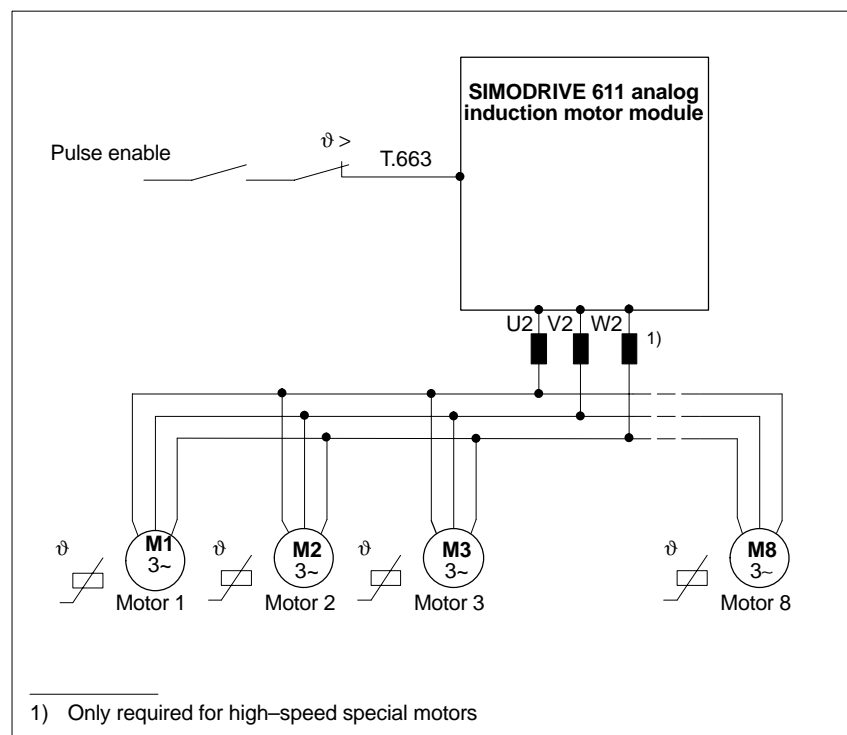 SIMODRIVE 611 analog
induction motor module
ϑ >
Pulse enable
T.663
U2 V2 W2
1)
ϑ ϑ ϑ ϑ
M1 M2 M3 M8
3~ 3~ 3~ 3~
Motor 1 Motor 2 Motor 3 Motor 8
1) Only required for high–speed special motors